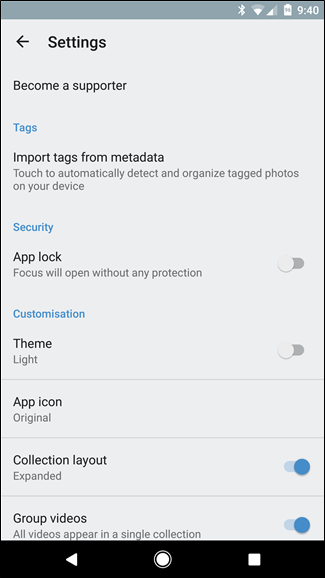 9:40
Settings
Become a supporter
Tags
Import tags from metadata
Touch to automatically detect and organize tagged photos
on your device
Security
App lock
Focus will open without any protection
Customisation
Theme
Light
App icon
Original
Collection layout
Expanded
Group videos
All videos appear in a single collection